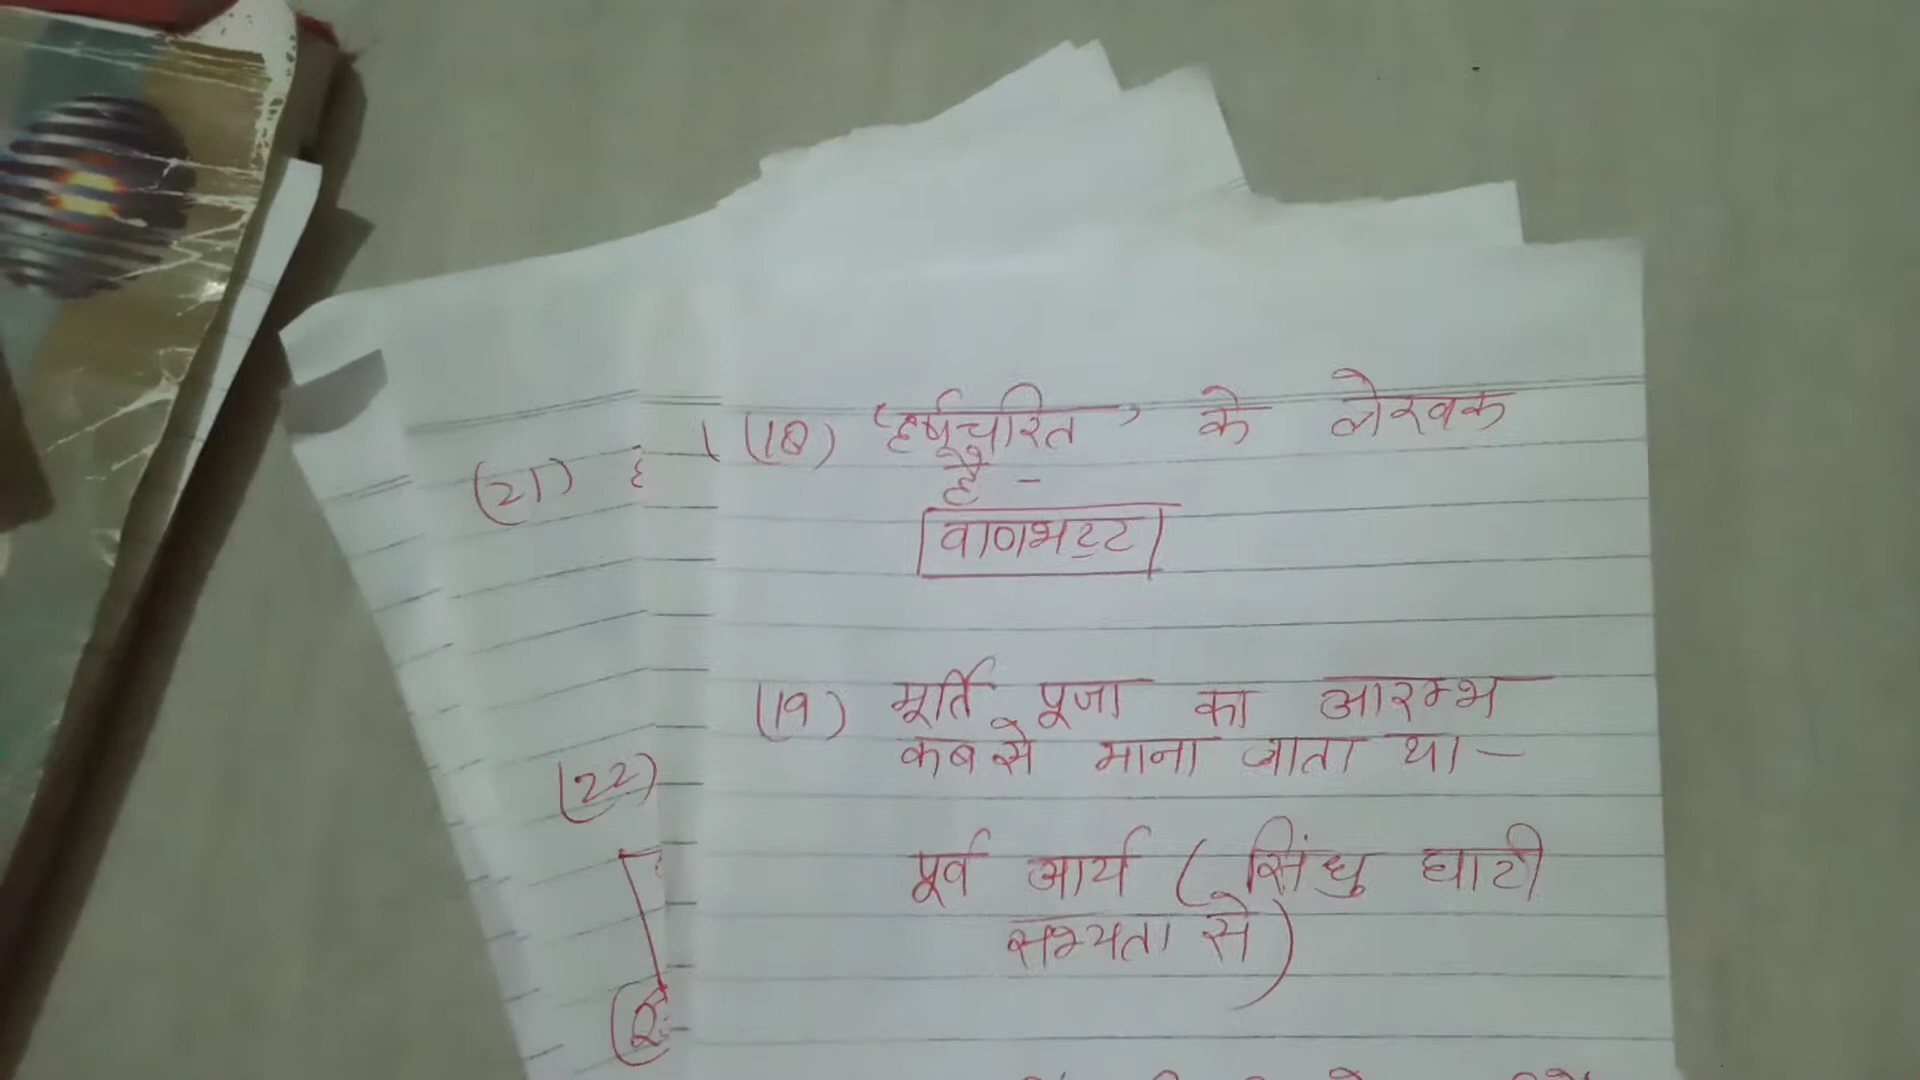 (18) 'हर्षचरित' के लेखक
है -
वाणभट्ट
(19) मूर्ति पूजा का आरम्भ
कब से माना जाता था -
पूर्व आर्य ( सिंधु घाटी
सभ्यता से)
(21)
(22)